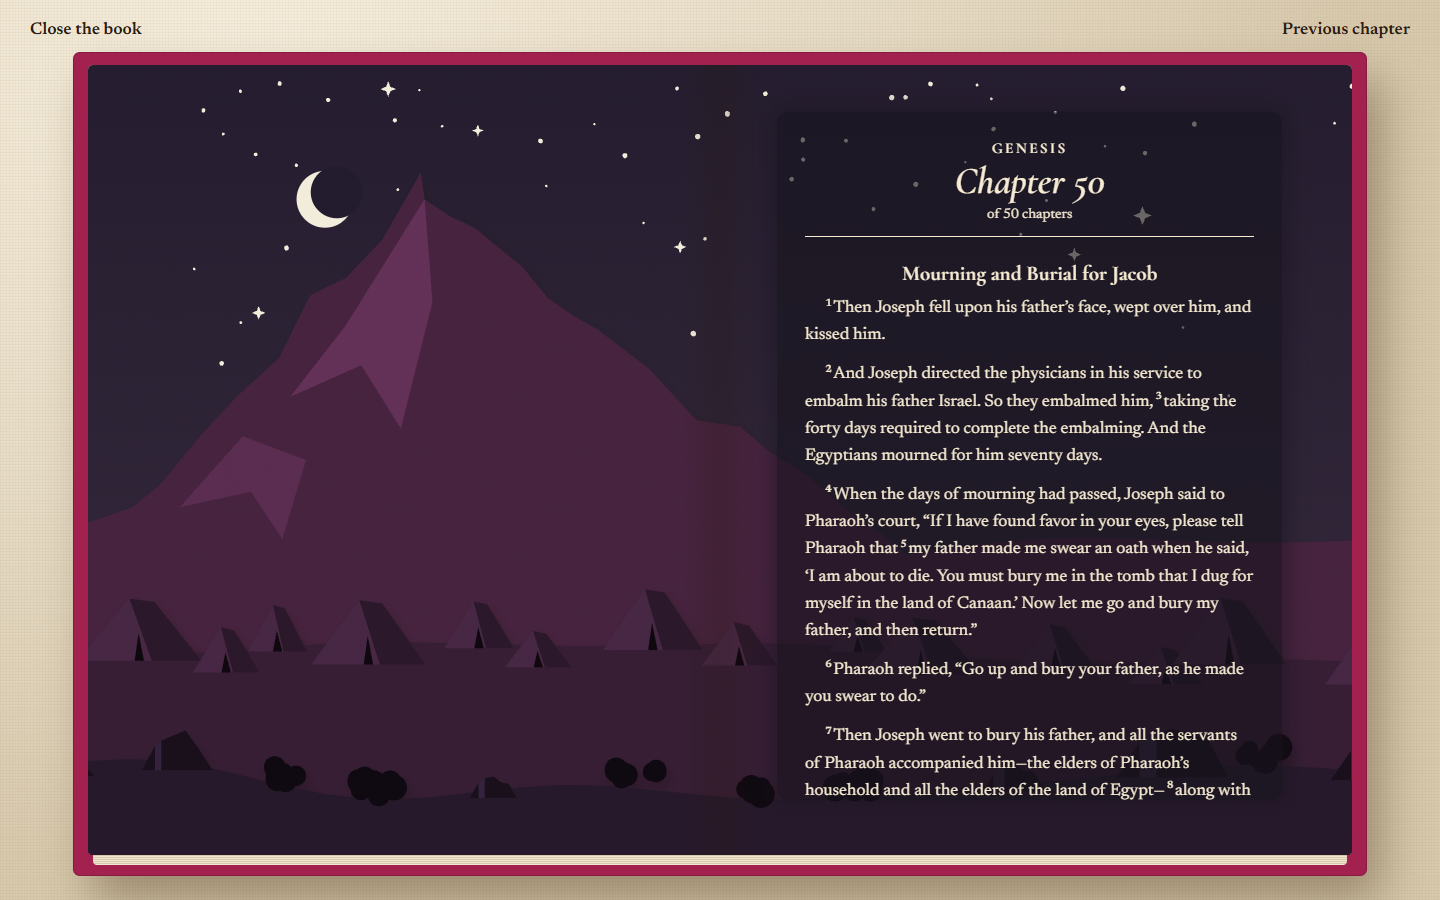 Close the book
Previous chapter
GENESIS
Chapter 50
of 50 chapters
Mourning and Burial for Jacob
¹Then Joseph fell upon his father’s face, wept over him, and
kissed him.
²And Joseph directed the physicians in his service to
embalm his father Israel. So they embalmed him, ³taking the
forty days required to complete the embalming. And the
Egyptians mourned for him seventy days.
⁴When the days of mourning had passed, Joseph said to
Pharaoh’s court, “If I have found favor in your eyes, please tell
Pharaoh that ⁵my father made me swear an oath when he said,
‘I am about to die. You must bury me in the tomb that I dug for
myself in the land of Canaan.’ Now let me go and bury my
father, and then return.”
⁶Pharaoh replied, “Go up and bury your father, as he made
you swear to do.”
⁷Then Joseph went to bury his father, and all the servants
of Pharaoh accompanied him—the elders of Pharaoh’s
household and all the elders of the land of Egypt—⁸along with